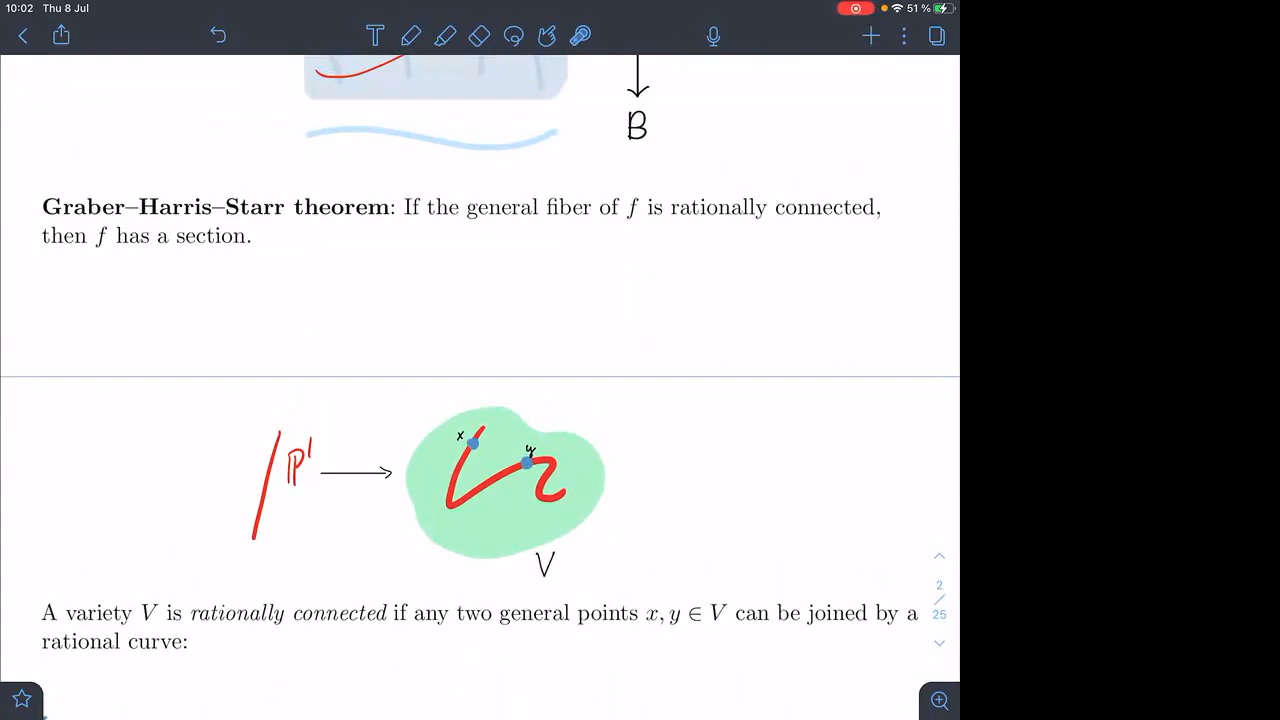 10:02 Thu 8 Jul
51 %
T
B
Graber–Harris–Starr theorem: If the general fiber of f is rationally connected,
then f has a section.
x
y
ℙ¹
V
2
/
25
A variety V is rationally connected if any two general points x, y ∈ V can be joined by a
rational curve: